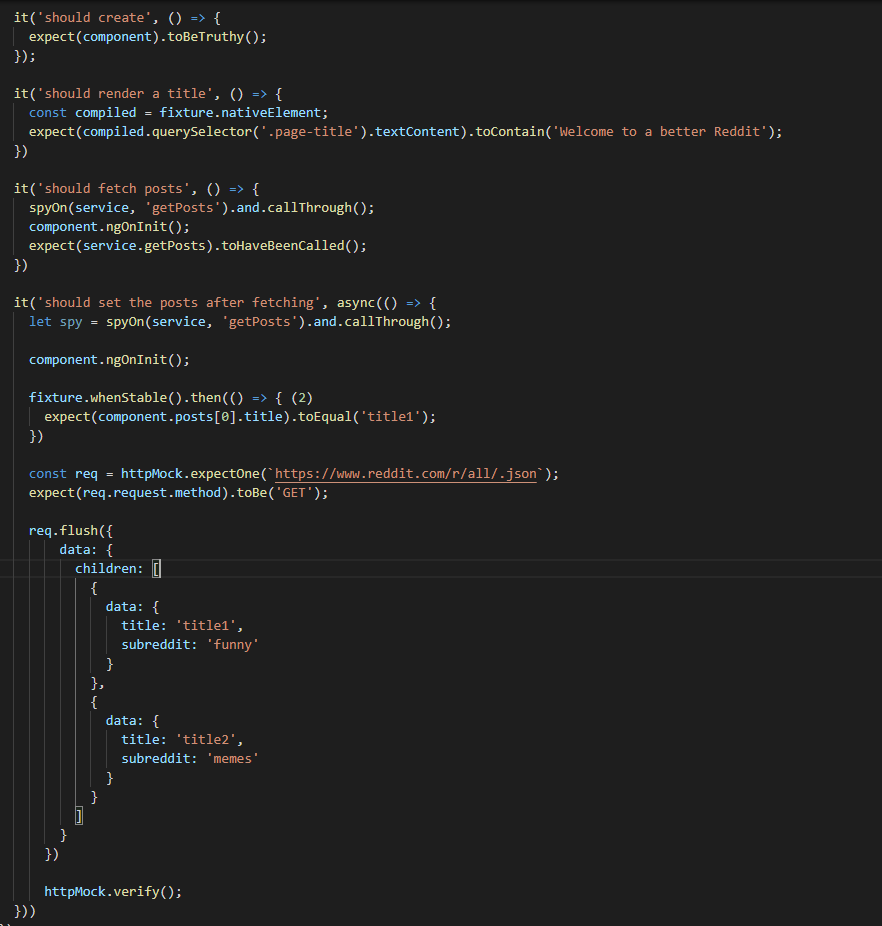 it('should create', () => {
  expect(component).toBeTruthy();
});

it('should render a title', () => {
  const compiled = fixture.nativeElement;
  expect(compiled.querySelector('.page-title').textContent).toContain('Welcome to a better Reddit');
})

it('should fetch posts', () => {
  spyOn(service, 'getPosts').and.callThrough();
  component.ngOnInit();
  expect(service.getPosts).toHaveBeenCalled();
})

it('should set the posts after fetching', async(() => {
  let spy = spyOn(service, 'getPosts').and.callThrough();

  component.ngOnInit();

  fixture.whenStable().then(() => { (2)
    expect(component.posts[0].title).toEqual('title1');
  })

  const req = httpMock.expectOne(`https://www.reddit.com/r/all/.json`);
  expect(req.request.method).toBe('GET');

  req.flush({
      data: {
        children: [
          {
            data: {
              title: 'title1',
              subreddit: 'funny'
            }
          },
          {
            data: {
              title: 'title2',
              subreddit: 'memes'
            }
          }
        ]
      }
    })

    httpMock.verify();
}))